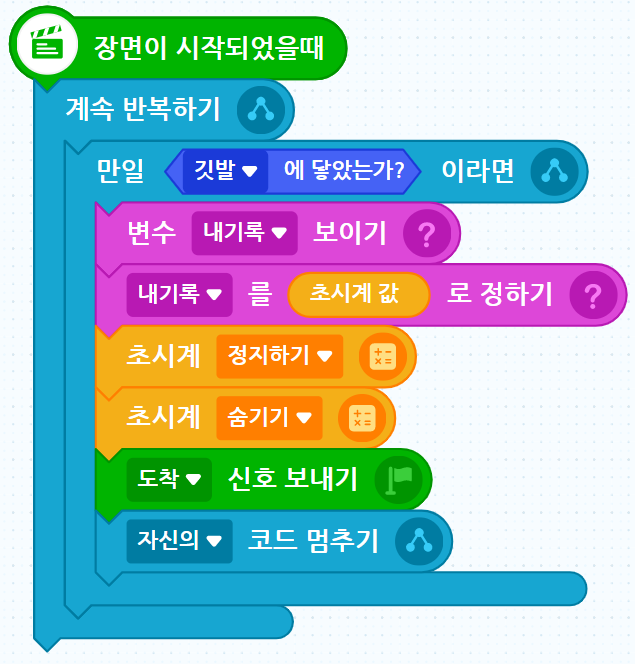 장면이 시작되었을때
계속 반복하기
만일 깃발 에 닿았는가? 이라면
변수 내기록 보이기 ?
내기록 를 초시계 값 로 정하기 ?
초시계 정지하기
초시계 숨기기
도착 신호 보내기
자신의 코드 멈추기